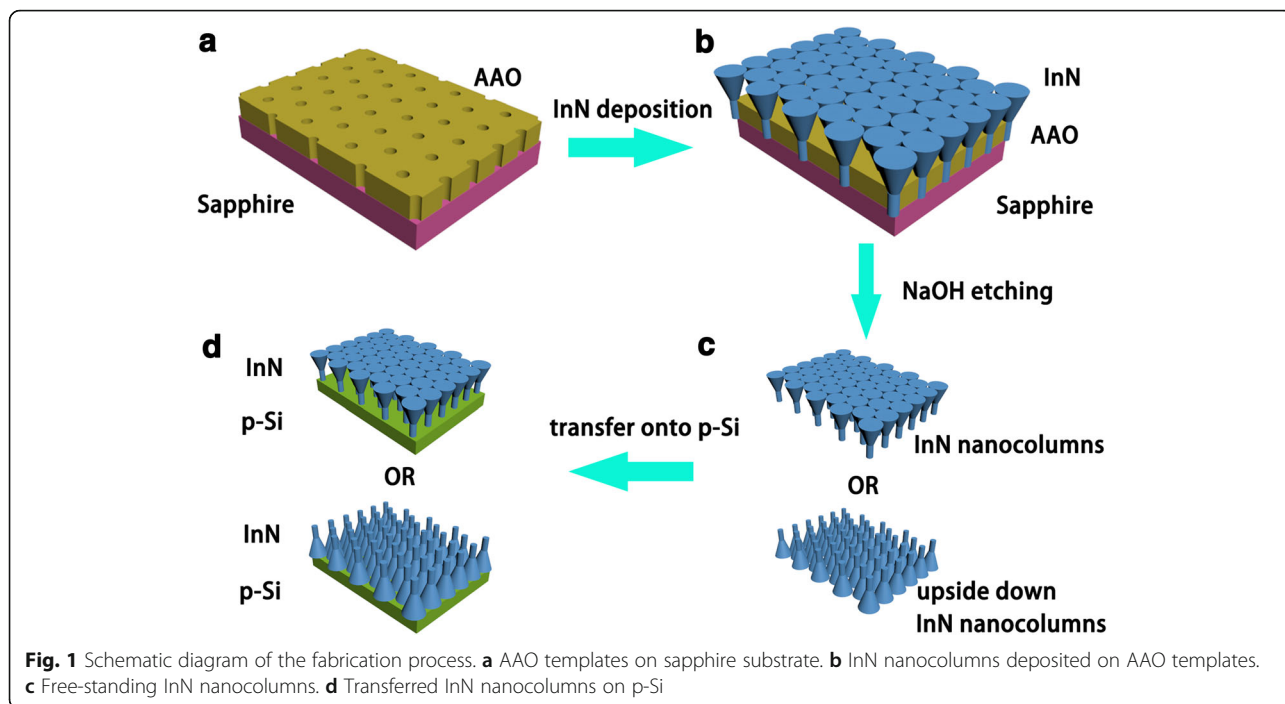 a
AAO
Sapphire
InN deposition
b
InN
AAO
Sapphire
NaOH etching
c
InN nanocolumns
OR
upside down
InN nanocolumns
transfer onto p-Si
d
InN
p-Si
OR
InN
p-Si
Fig. 1 Schematic diagram of the fabrication process. a AAO templates on sapphire substrate. b InN nanocolumns deposited on AAO templates.
c Free-standing InN nanocolumns. d Transferred InN nanocolumns on p-Si